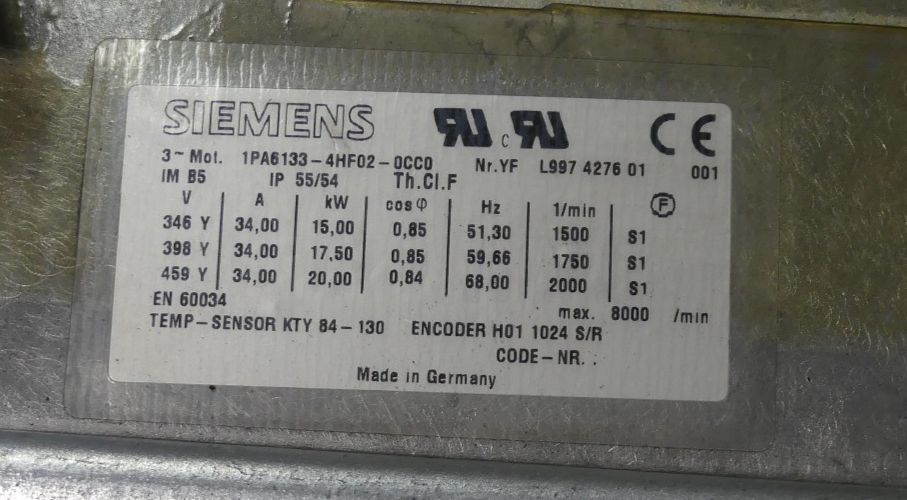 SIEMENS
3~ Mot. 1PA6133-4HF02-0CC0 Nr.YF L997 4276 01 001
IM B5 IP 55/54 Th.Cl.F
V A kW cosφ Hz 1/min F
346 Y 34,00 15,00 0,85 51,30 1500 S1
398 Y 34,00 17,50 0,85 59,66 1750 S1
459 Y 34,00 20,00 0,84 68,00 2000 S1
EN 60034 max. 8000 /min
TEMP-SENSOR KTY 84-130 ENCODER H01 1024 S/R
CODE-NR. .
Made in Germany